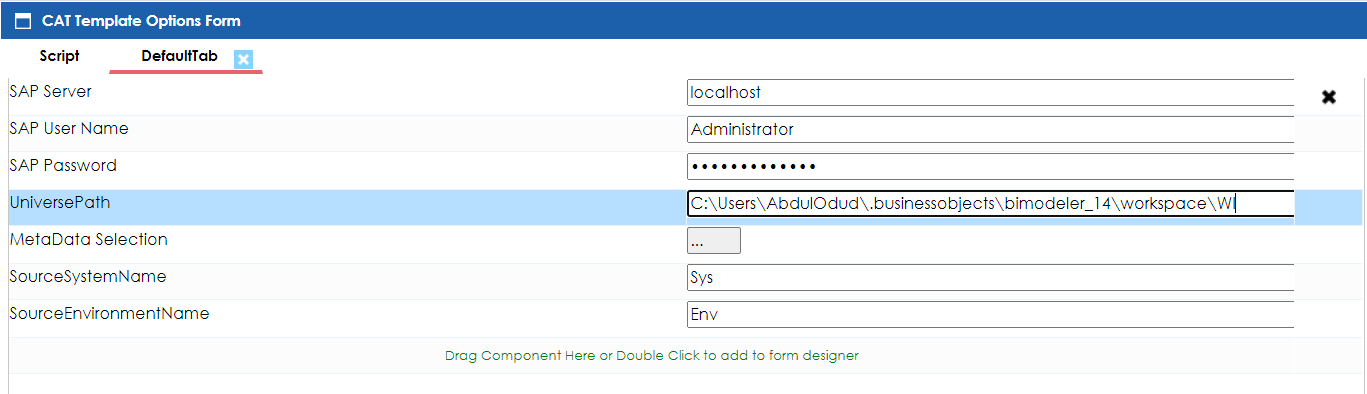 CAT Template Options Form
Script DefaultTab
SAP Server localhost
SAP User Name Administrator
SAP Password •••••••••••••
UniversePath C:\Users\AbdulOdud\.businessobjects\bimodeler_14\workspace\WI
MetaData Selection ...
SourceSystemName Sys
SourceEnvironmentName Env
Drag Component Here or Double Click to add to form designer